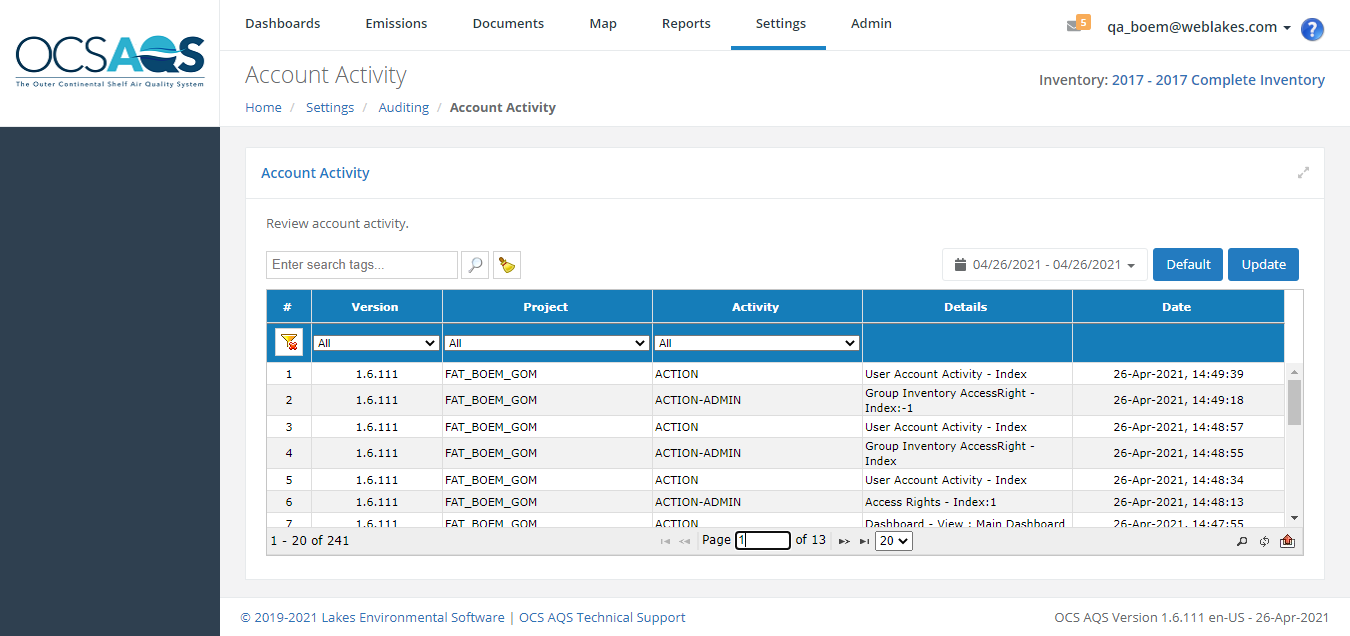 OCSAQS
The Outer Continental Shelf Air Quality System
Dashboards Emissions Documents Map Reports Settings Admin 5 qa_boem@weblakes.com ?
Account Activity
Inventory: 2017 - 2017 Complete Inventory
Home / Settings / Auditing / Account Activity
Account Activity
Review account activity.
Enter search tags... 04/26/2021 - 04/26/2021 Default Update
# Version Project Activity Details Date
All All All
1 1.6.111 FAT_BOEM_GOM ACTION User Account Activity - Index 26-Apr-2021, 14:49:39
2 1.6.111 FAT_BOEM_GOM ACTION-ADMIN Group Inventory AccessRight - 26-Apr-2021, 14:49:18
Index:-1
3 1.6.111 FAT_BOEM_GOM ACTION User Account Activity - Index 26-Apr-2021, 14:48:57
4 1.6.111 FAT_BOEM_GOM ACTION-ADMIN Group Inventory AccessRight - 26-Apr-2021, 14:48:55
Index
5 1.6.111 FAT_BOEM_GOM ACTION User Account Activity - Index 26-Apr-2021, 14:48:34
6 1.6.111 FAT_BOEM_GOM ACTION-ADMIN Access Rights - Index:1 26-Apr-2021, 14:48:13
7 1.6.111 FAT_BOEM_GOM ACTION Dashboard - View : Main Dashboard 26-Apr-2021, 14:47:55
1 - 20 of 241 Page 1 of 13 20
© 2019-2021 Lakes Environmental Software | OCS AQS Technical Support OCS AQS Version 1.6.111 en-US - 26-Apr-2021